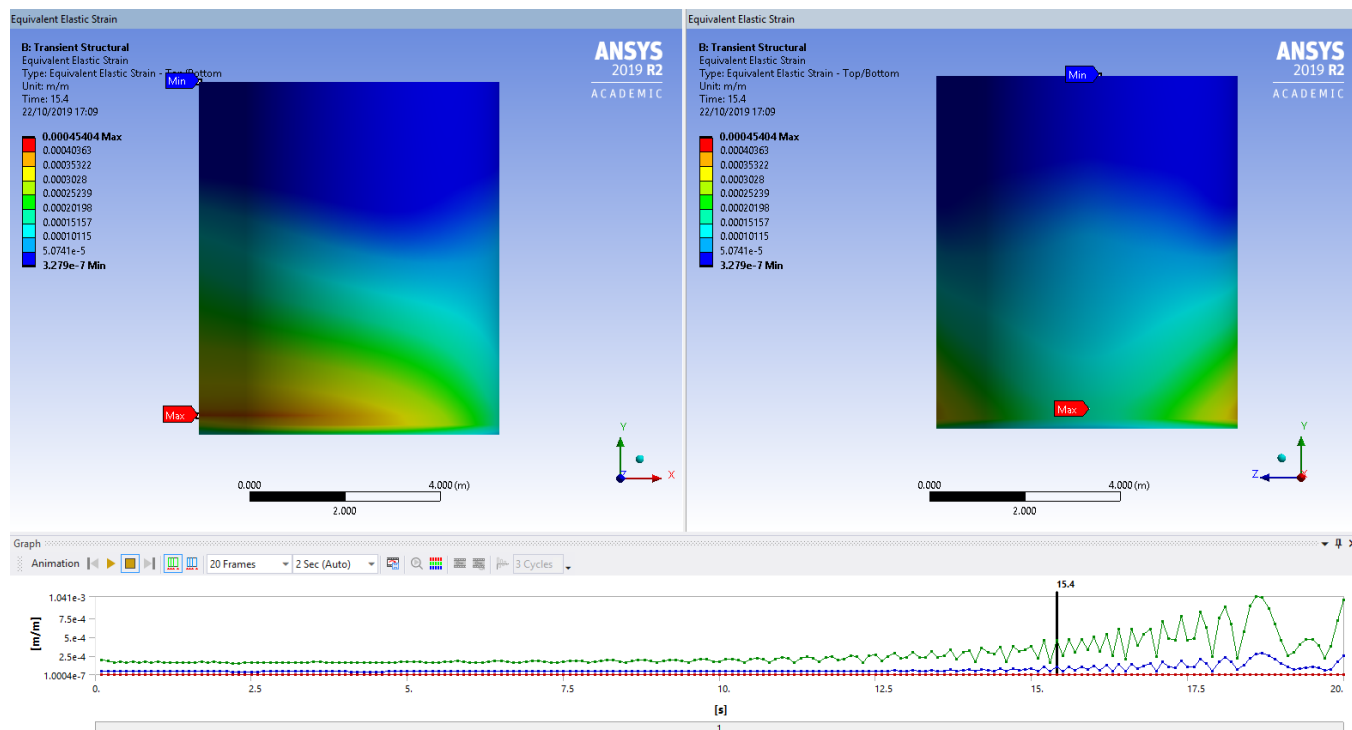 Equivalent Elastic Strain
B: Transient Structural
Equivalent Elastic Strain
Type: Equivalent Elastic Strain - Top/Bottom
Unit: m/m
Time: 15.4
22/10/2019 17:09
0.00045404 Max
0.00040363
0.00035322
0.0003028
0.00025239
0.00020198
0.00015157
0.00010115
5.0741e-5
3.279e-7 Min
Min
Max
ANSYS
2019 R2
ACADEMIC
Y
X
Z
0.000
4.000 (m)
2.000
Equivalent Elastic Strain
B: Transient Structural
Equivalent Elastic Strain
Type: Equivalent Elastic Strain - Top/Bottom
Unit: m/m
Time: 15.4
22/10/2019 17:09
0.00045404 Max
0.00040363
0.00035322
0.0003028
0.00025239
0.00020198
0.00015157
0.00010115
5.0741e-5
3.279e-7 Min
Min
Max
ANSYS
2019 R2
ACADEMIC
Y
Z
X
0.000
4.000 (m)
2.000
Graph
Animation 20 Frames 2 Sec (Auto) 3 Cycles
15.4
1.041e-3
7.5e-4
5.e-4
2.5e-4
1.0004e-7
[m/m]
0. 2.5 5. 7.5 10. 12.5 15. 17.5 20.
[s]
1